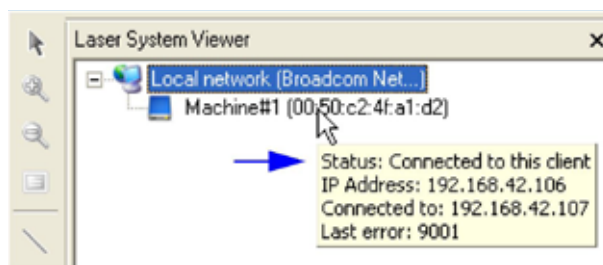 Laser System Viewer
Local network (Broadcom Net...)
Machine#1 (00:50:c2:4f:a1:d2)
Status: Connected to this client
IP Address: 192.168.42.106
Connected to: 192.168.42.107
Last error: 9001